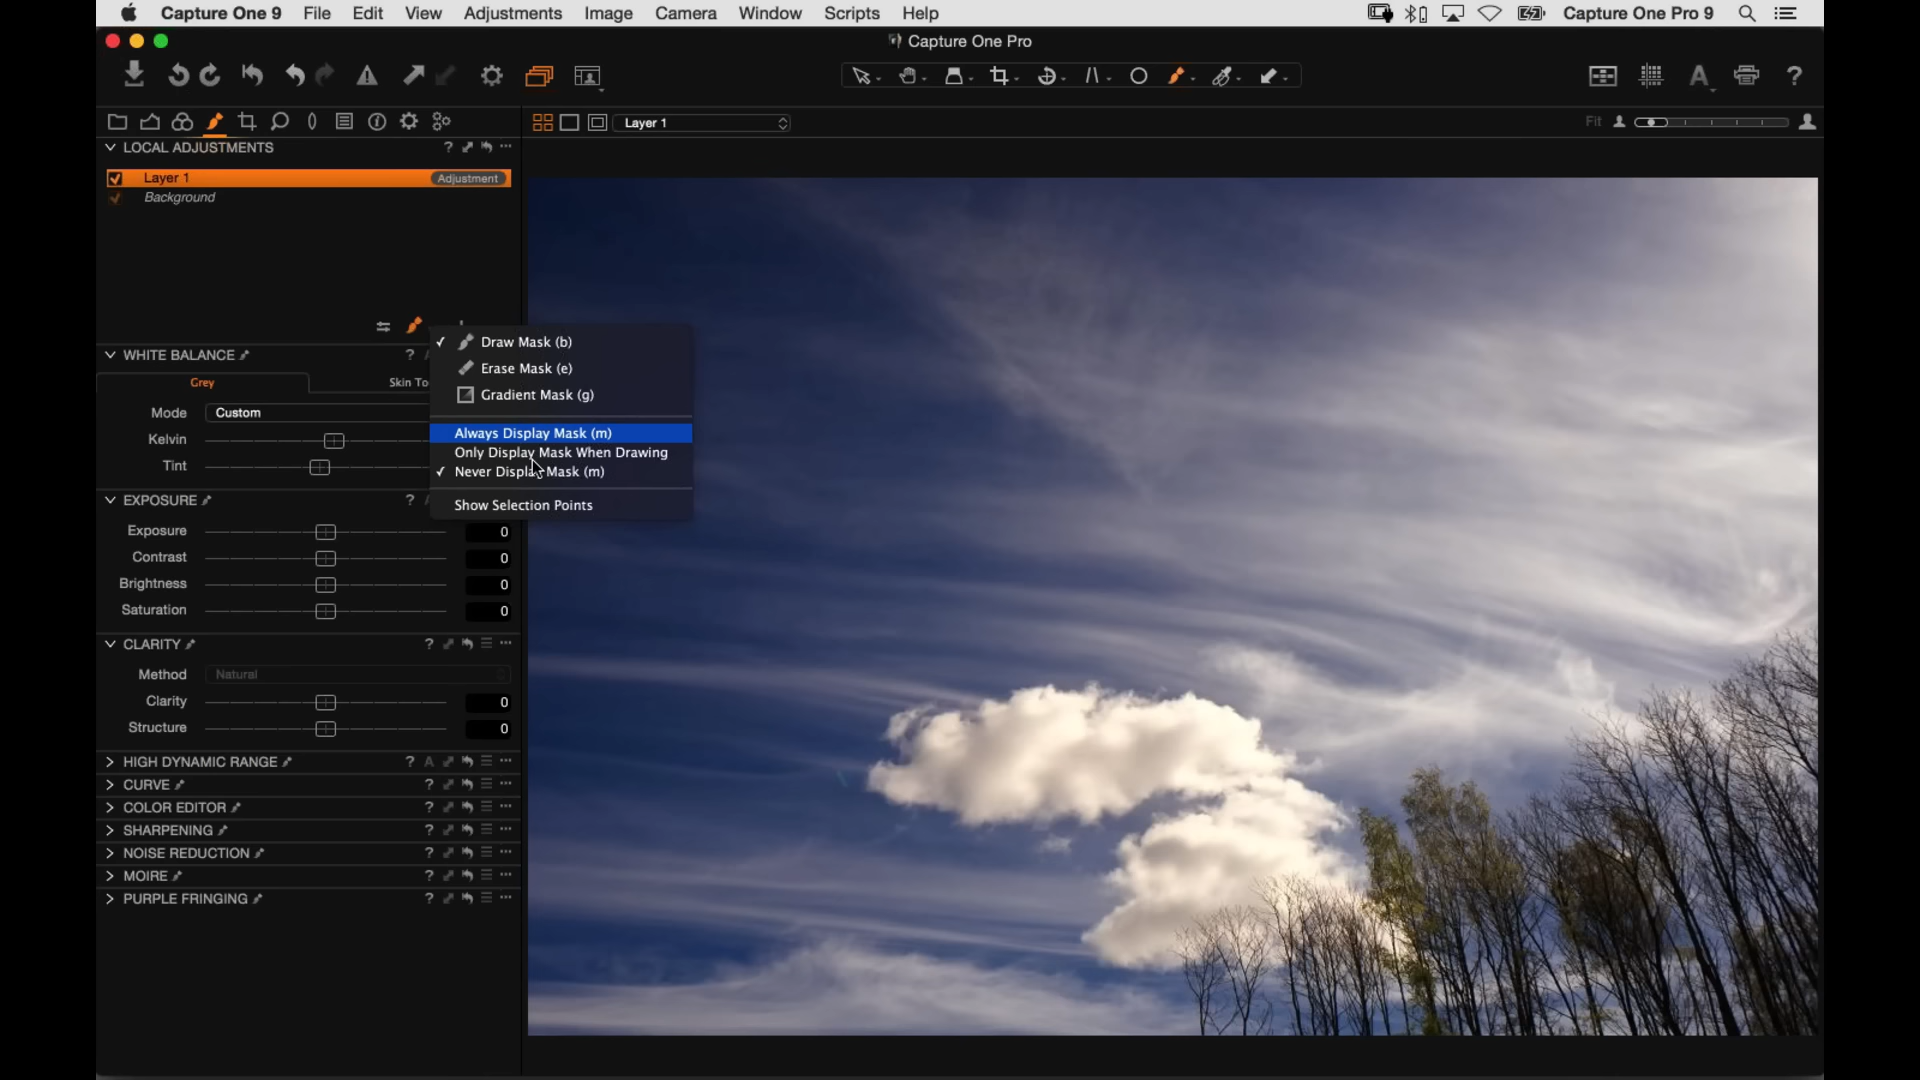 Capture One 9 File Edit View Adjustments Image Camera Window Scripts Help Capture One Pro 9
Capture One Pro
A ?
Layer 1 Fit
LOCAL ADJUSTMENTS ?
Layer 1 Adjustment
Background
Draw Mask (b)
Erase Mask (e)
Gradient Mask (g)
Always Display Mask (m)
Only Display Mask When Drawing
Never Display Mask (m)
Show Selection Points
WHITE BALANCE ?
Grey
Mode Custom
Kelvin
Tint
EXPOSURE ?
Exposure 0
Contrast 0
Brightness 0
Saturation 0
CLARITY ?
Method Natural
Clarity 0
Structure 0
HIGH DYNAMIC RANGE ? A
CURVE ?
COLOR EDITOR ?
SHARPENING ?
NOISE REDUCTION ?
MOIRE ?
PURPLE FRINGING ?